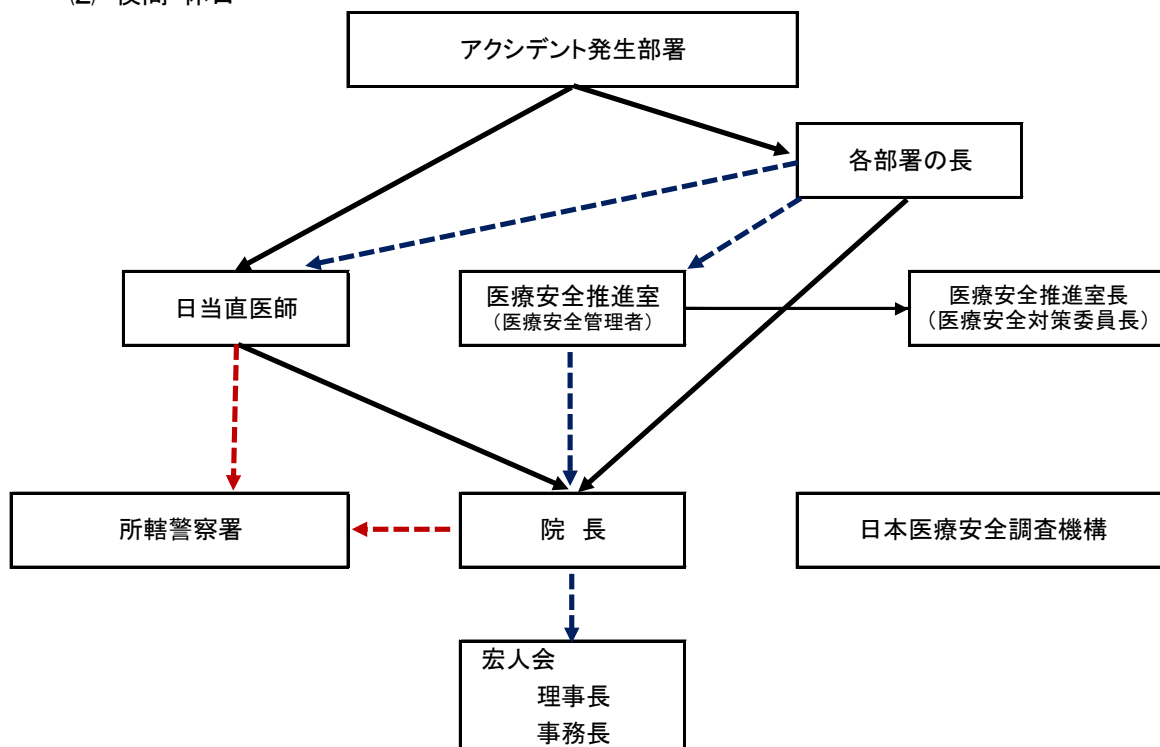 アクシデント発生部署
各部署の長
日当直医師
医療安全推進室
（医療安全管理者）
医療安全推進室長
（医療安全対策委員長）
所轄警察署
院 長
日本医療安全調査機構
宏人会
理事長
事務長